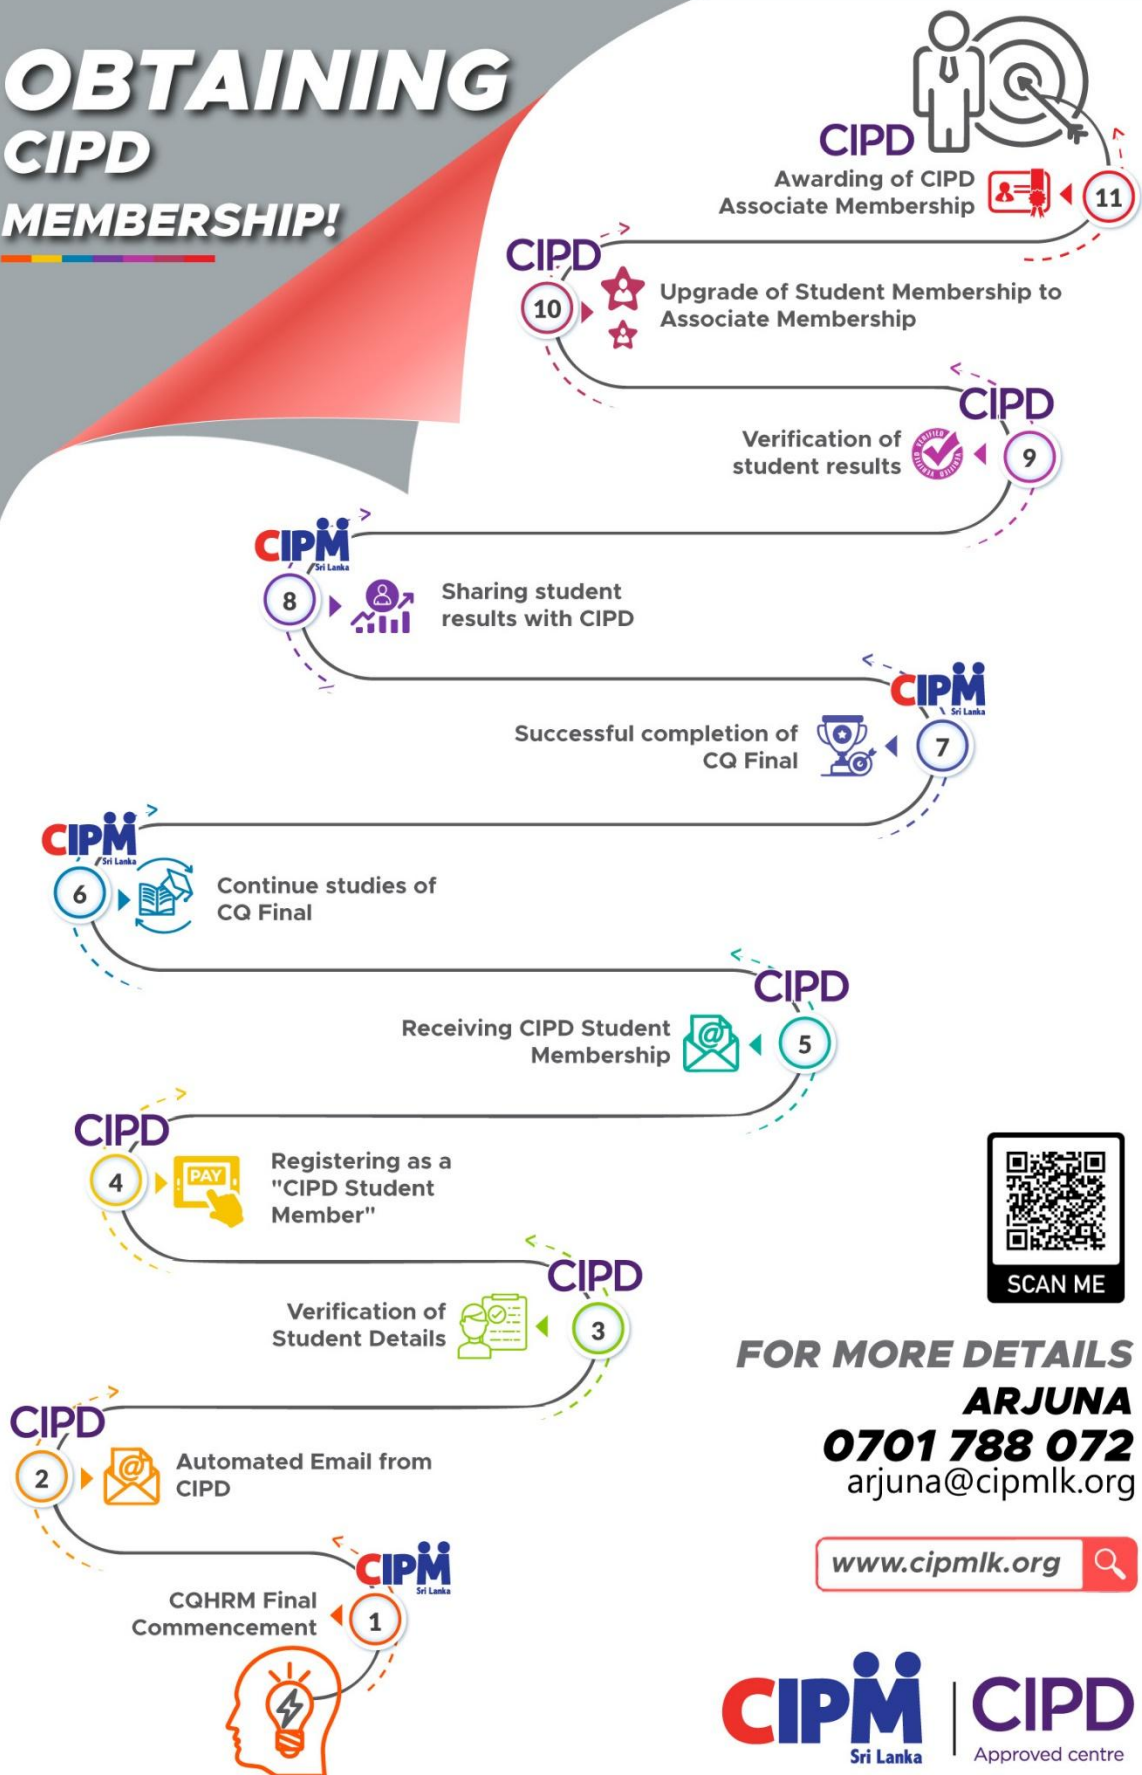 OBTAINING
CIPD
MEMBERSHIP!
CIPD
Awarding of CIPD
Associate Membership
11
CIPD
10
Upgrade of Student Membership to
Associate Membership
CIPD
Verification of
student results
VERIFIED
VERIFIED
VERIFIED
9
CIPM
Sri Lanka
8
Sharing student
results with CIPD
CIPM
Sri Lanka
Successful completion of
CQ Final
7
CIPM
Sri Lanka
6
Continue studies of
CQ Final
CIPD
Receiving CIPD Student
Membership
@
5
CIPD
4
PAY
Registering as a
"CIPD Student
Member"
CIPD
Verification of
Student Details
3
CIPD
2
@
Automated Email from
CIPD
CIPM
Sri Lanka
CQHRM Final
Commencement
1
SCAN ME
FOR MORE DETAILS
ARJUNA
0701 788 072
arjuna@cipmlk.org
www.cipmlk.org
CIPM
Sri Lanka
CIPD
Approved centre